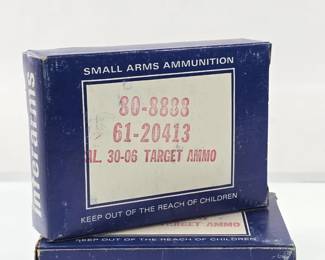 SMALL ARMS AMMUNITION
Interarms
80-8888
61-20413
AL. 30-06 TARGET AMMO
KEEP OUT OF THE REACH OF CHILDREN
TARGET AMMO
KEEP OUT OF THE REACH OF CHILDREN